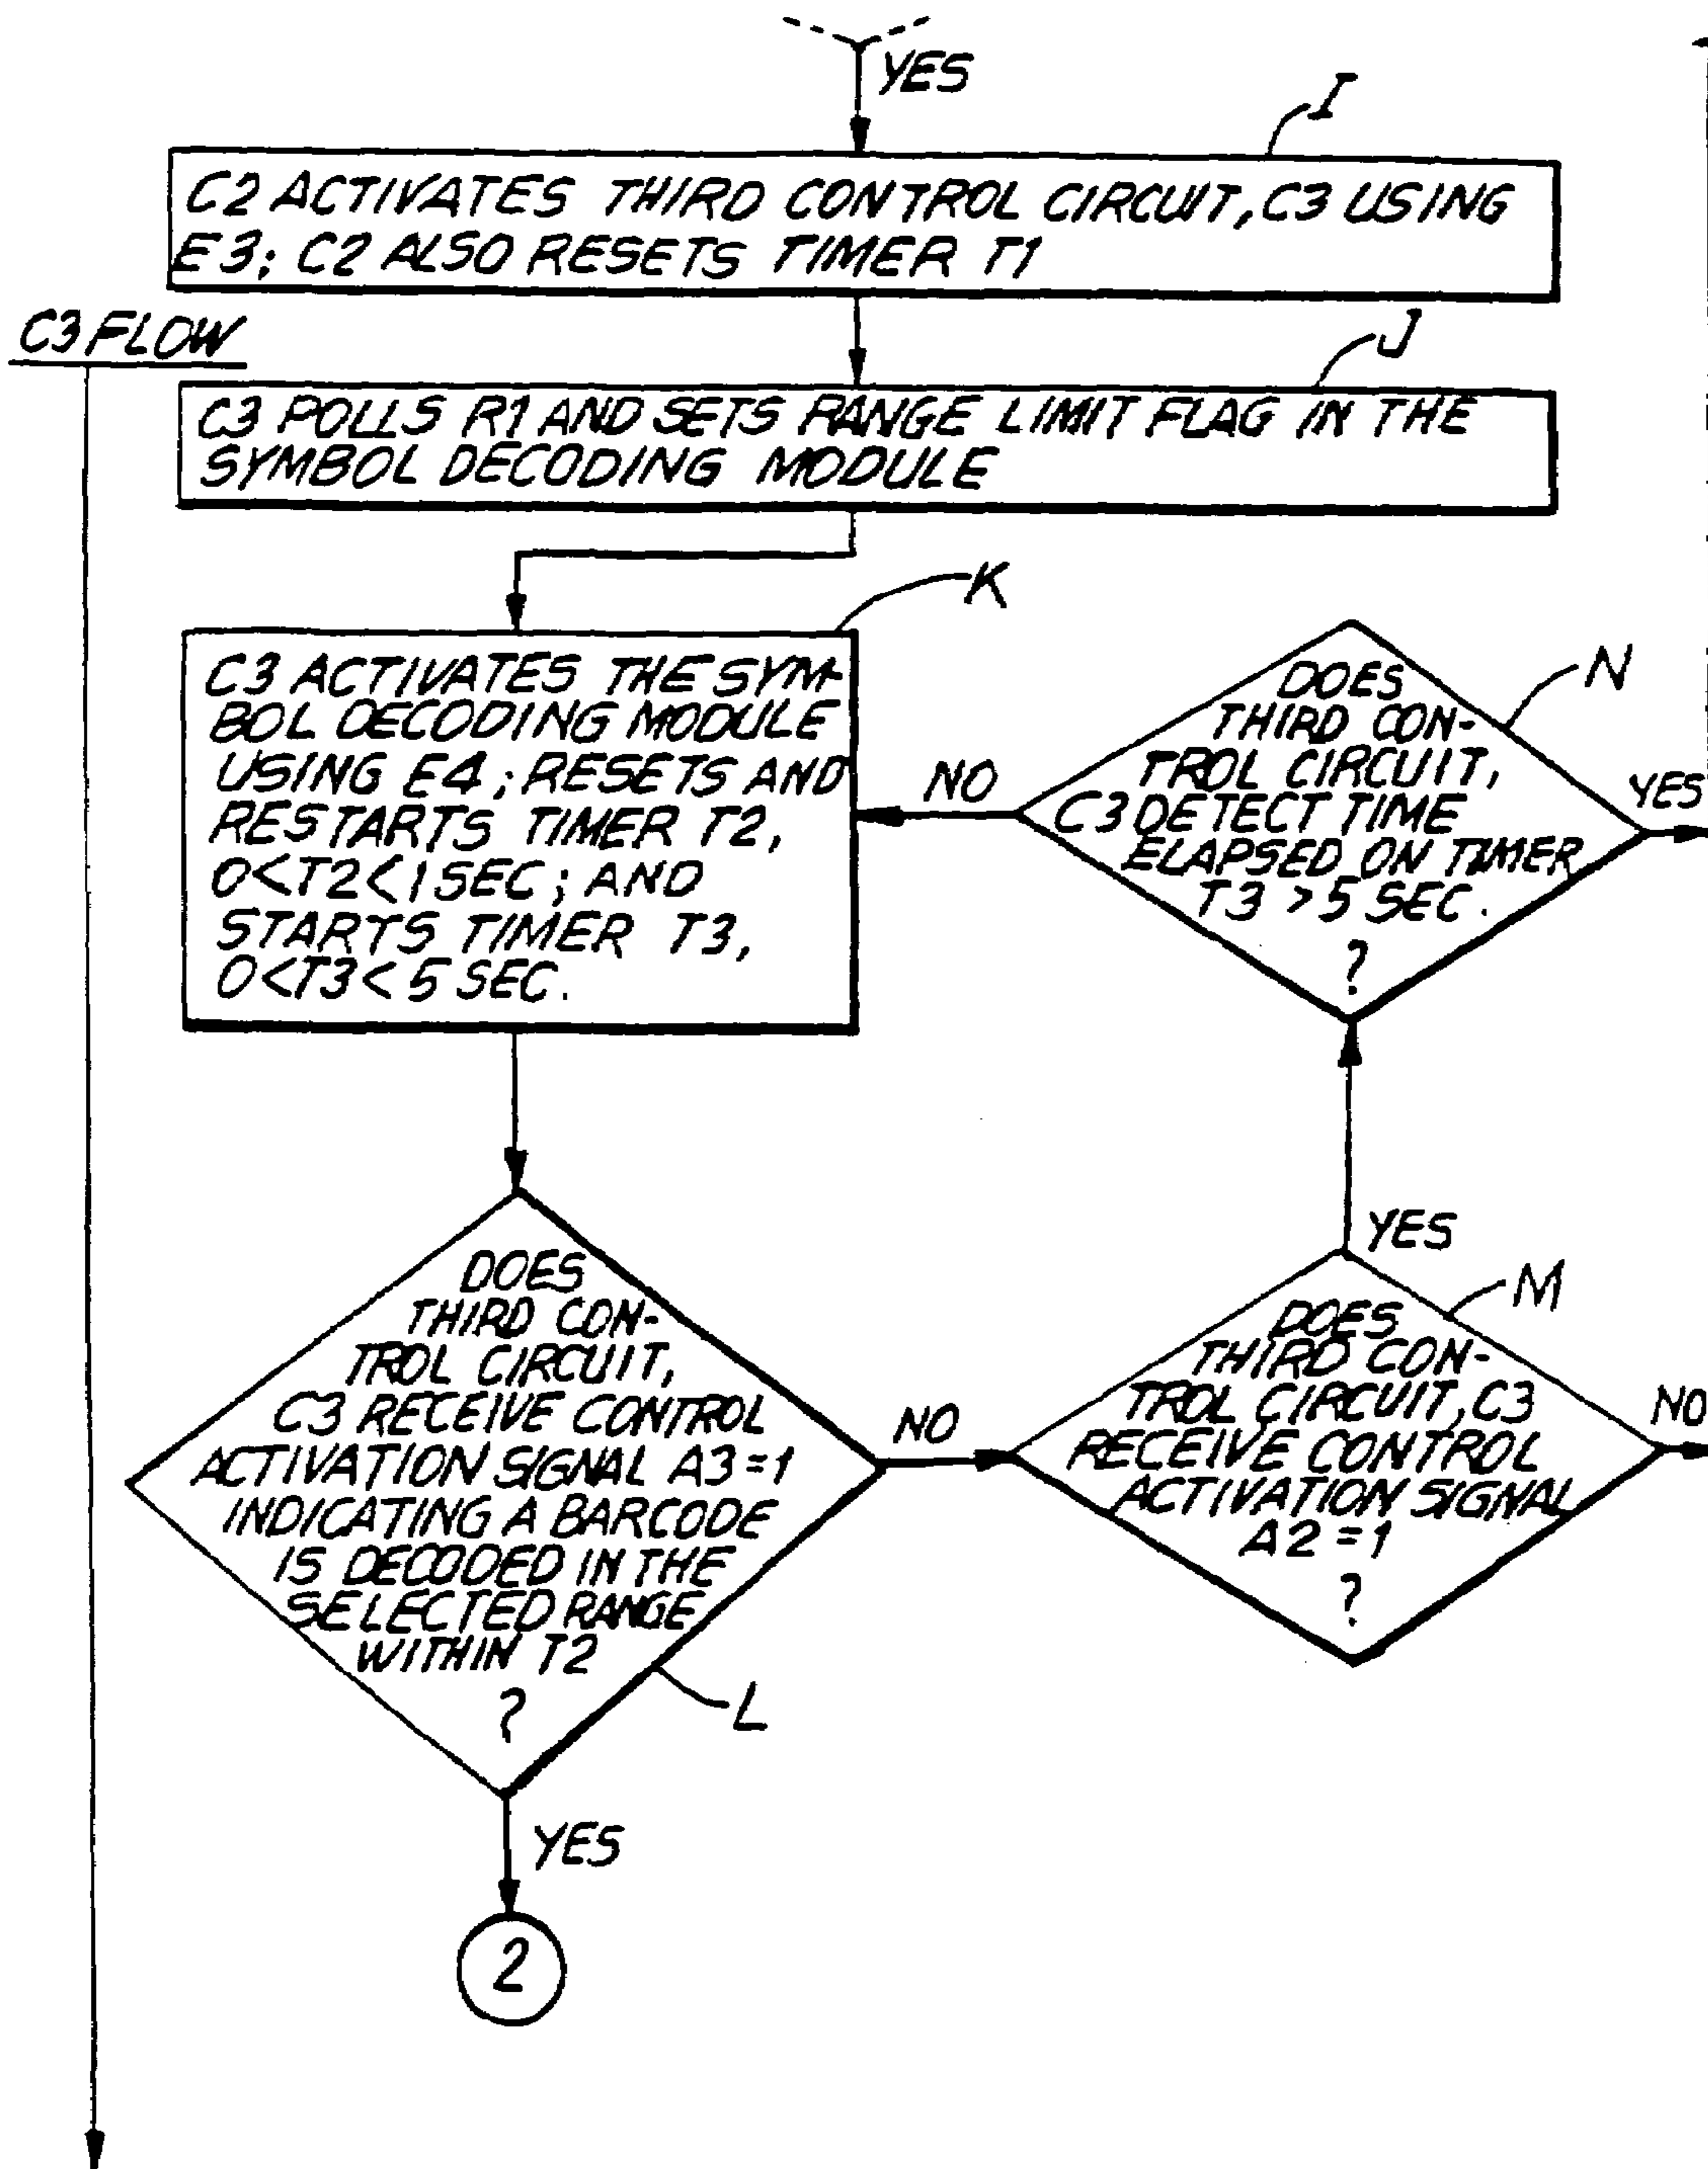 YES
I
C2 ACTIVATES THIRD CONTROL CIRCUIT, C3 USING
E3; C2 ALSO RESETS TIMER T1
C3 FLOW
J
C3 POLLS R1 AND SETS RANGE LIMIT FLAG IN THE
SYMBOL DECODING MODULE
K
C3 ACTIVATES THE SYM-
BOL DECODING MODULE
USING E4; RESETS AND
RESTARTS TIMER T2,
0<T2<1 SEC; AND
STARTS TIMER T3,
0<T3<5 SEC.
NO
DOES
THIRD CON-
TROL CIRCUIT,
C3 DETECT TIME
ELAPSED ON TIMER
T3 >5 SEC.
?
N
YES
DOES
THIRD CON-
TROL CIRCUIT,
C3 RECEIVE CONTROL
ACTIVATION SIGNAL A3=1
INDICATING A BARCODE
IS DECODED IN THE
SELECTED RANGE
WITHIN T2
?
L
NO
YES
M
DOES
THIRD CON-
TROL CIRCUIT, C3
RECEIVE CONTROL
ACTIVATION SIGNAL
A2=1
?
NO
YES
2